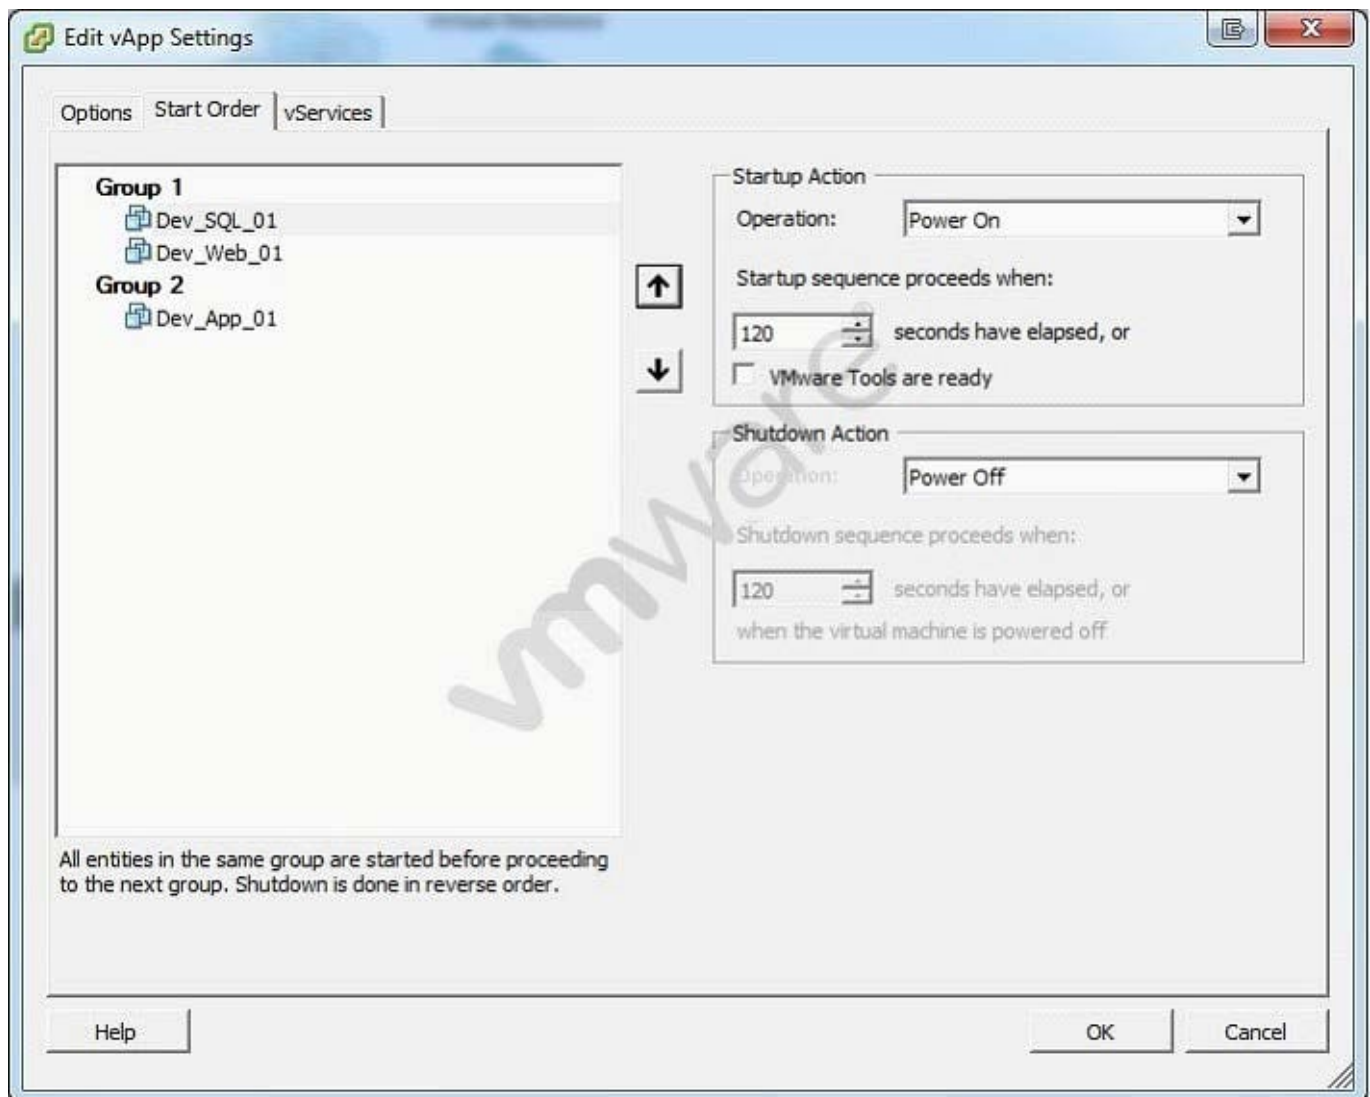 Edit vApp Settings
Options Start Order vServices
Group 1
Dev_SQL_01
Dev_Web_01
Group 2
Dev_App_01
All entities in the same group are started before proceeding
to the next group. Shutdown is done in reverse order.
Startup Action
Operation: Power On
Startup sequence proceeds when:
120 seconds have elapsed, or
VMware Tools are ready
Shutdown Action
Operation: Power Off
Shutdown sequence proceeds when:
120 seconds have elapsed, or
when the virtual machine is powered off
vmware®
Help OK Cancel